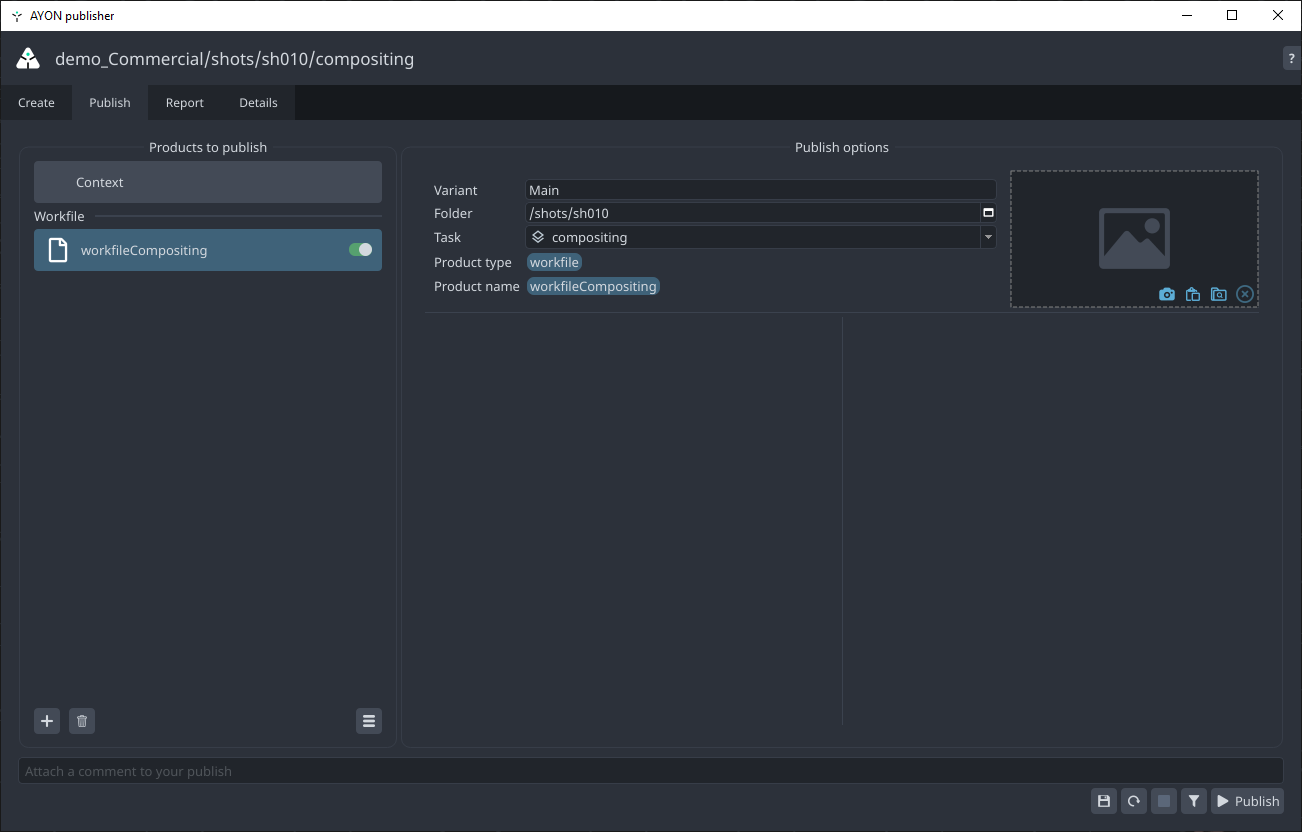 AYON publisher
demo_Commercial/shots/sh010/compositing
?
Create Publish Report Details
Products to publish
Context
Workfile
workfileCompositing
Publish options
Variant Main
Folder /shots/sh010
Task compositing
Product type workfile
Product name workfileCompositing
Attach a comment to your publish
Publish